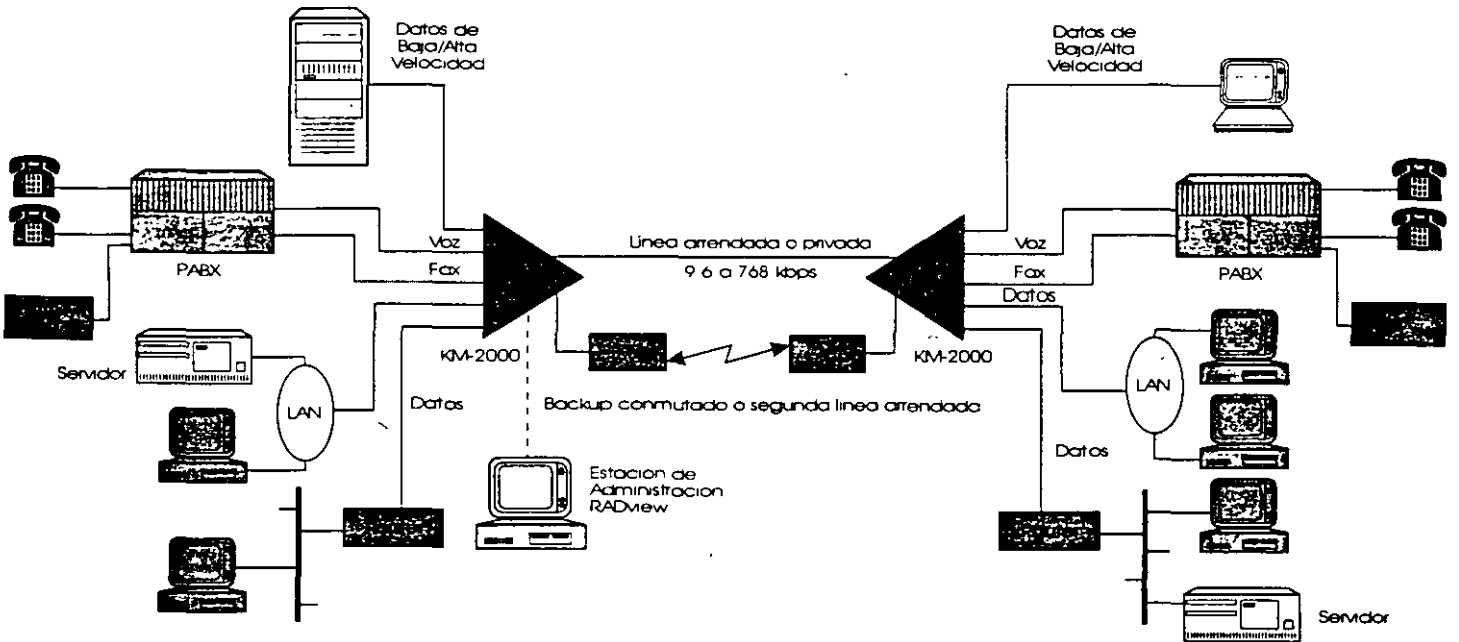 Datos de
Baja/Alta
Velocidad
Datos de
Baja/Alta
Velocidad
PABX
Voz
Fax
Linea arrendada o privada
9 6 a 768 kbps
Voz
Fax
Datos
PABX
KM-2000
KM-2000
Servidor
LAN
Datos
Backup conmutado o segunda linea arrendada
LAN
Datos
Estacion de
Administracion
RADview
Servidor